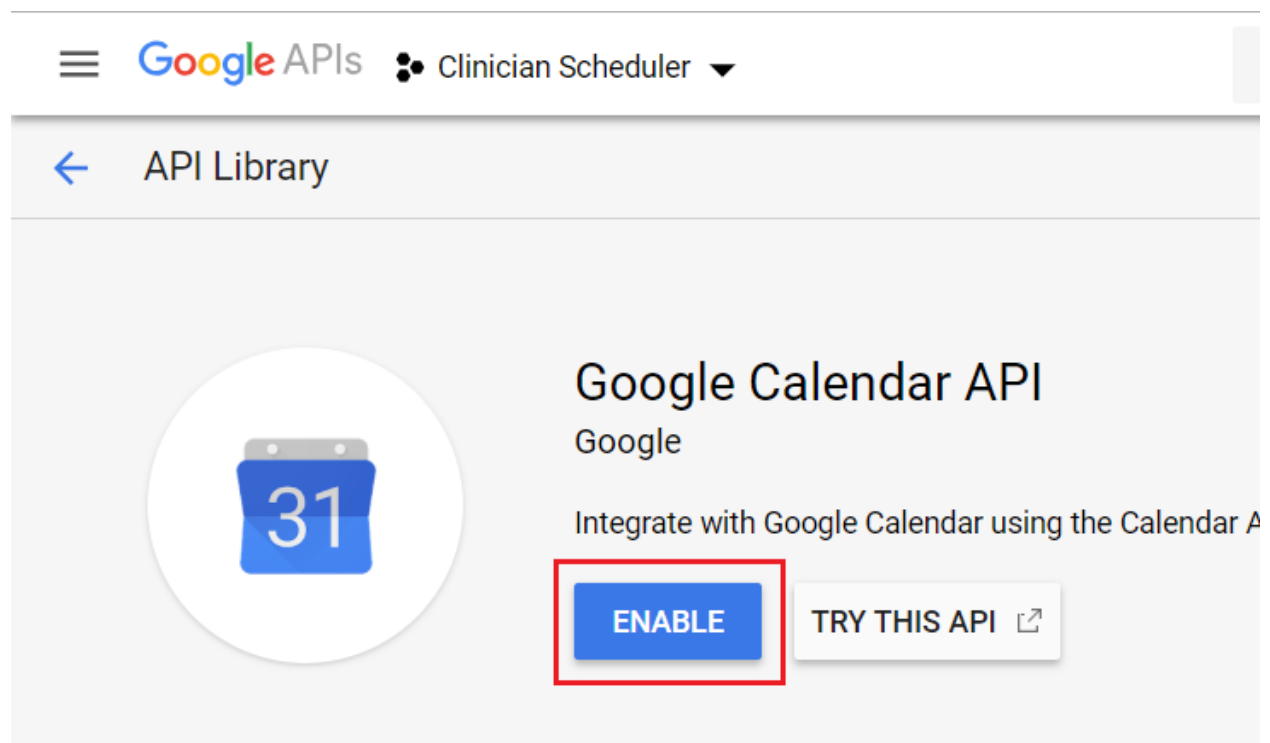 Google APIs Clinician Scheduler
API Library
Google Calendar API
Google
31
Integrate with Google Calendar using the Calendar A
ENABLE TRY THIS API